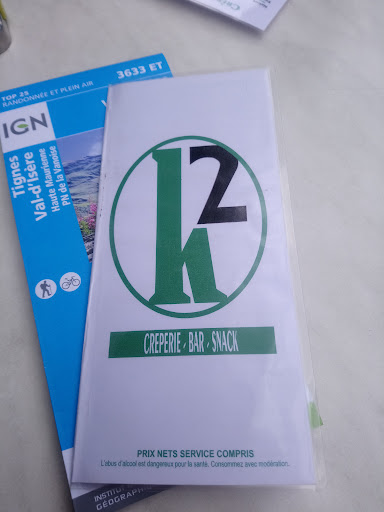 TOP 25
RANDONNÉE ET PLEIN AIR
3633 ET
IGN
Tignes
Val-d'Isère
Haute Maurienne
PN de la Vanoise
k2
CREPERIE - BAR - SNACK
PRIX NETS SERVICE COMPRIS
L'abus d'alcool est dangereux pour la santé. Consommez avec modération.